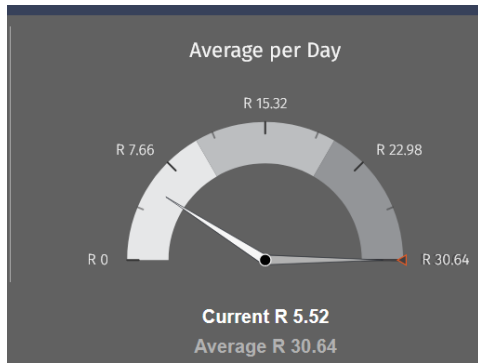 Average per Day
R 15.32
R 7.66
R 22.98
R 0
R 30.64
Current R 5.52
Average R 30.64